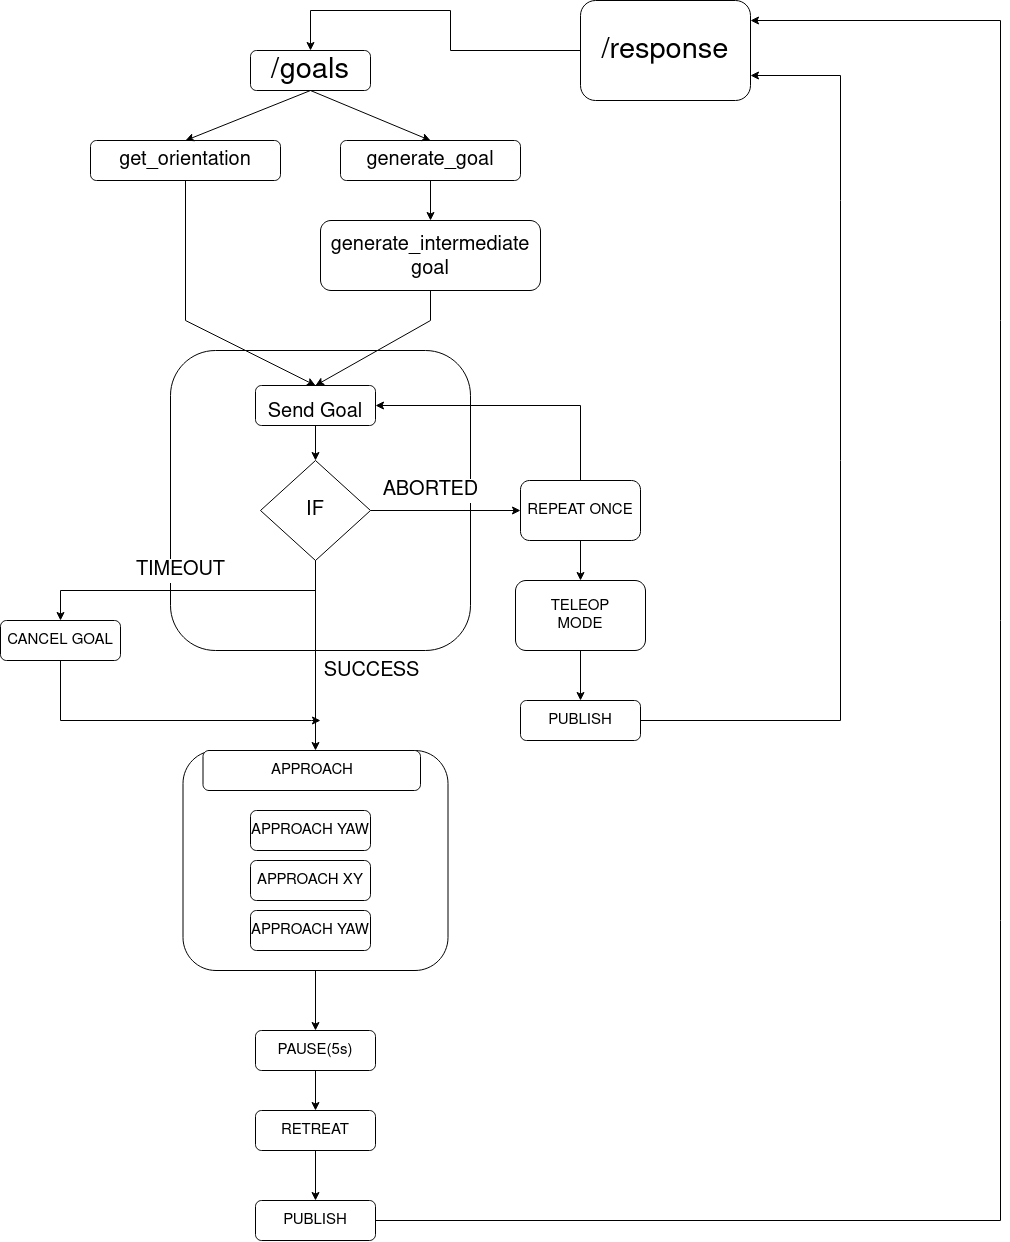 /response
/goals
get_orientation
generate_goal
generate_intermediate
goal
Send Goal
IF
ABORTED
REPEAT ONCE
TIMEOUT
TELEOP
MODE
CANCEL GOAL
SUCCESS
PUBLISH
APPROACH
APPROACH YAW
APPROACH XY
APPROACH YAW
PAUSE(5s)
RETREAT
PUBLISH